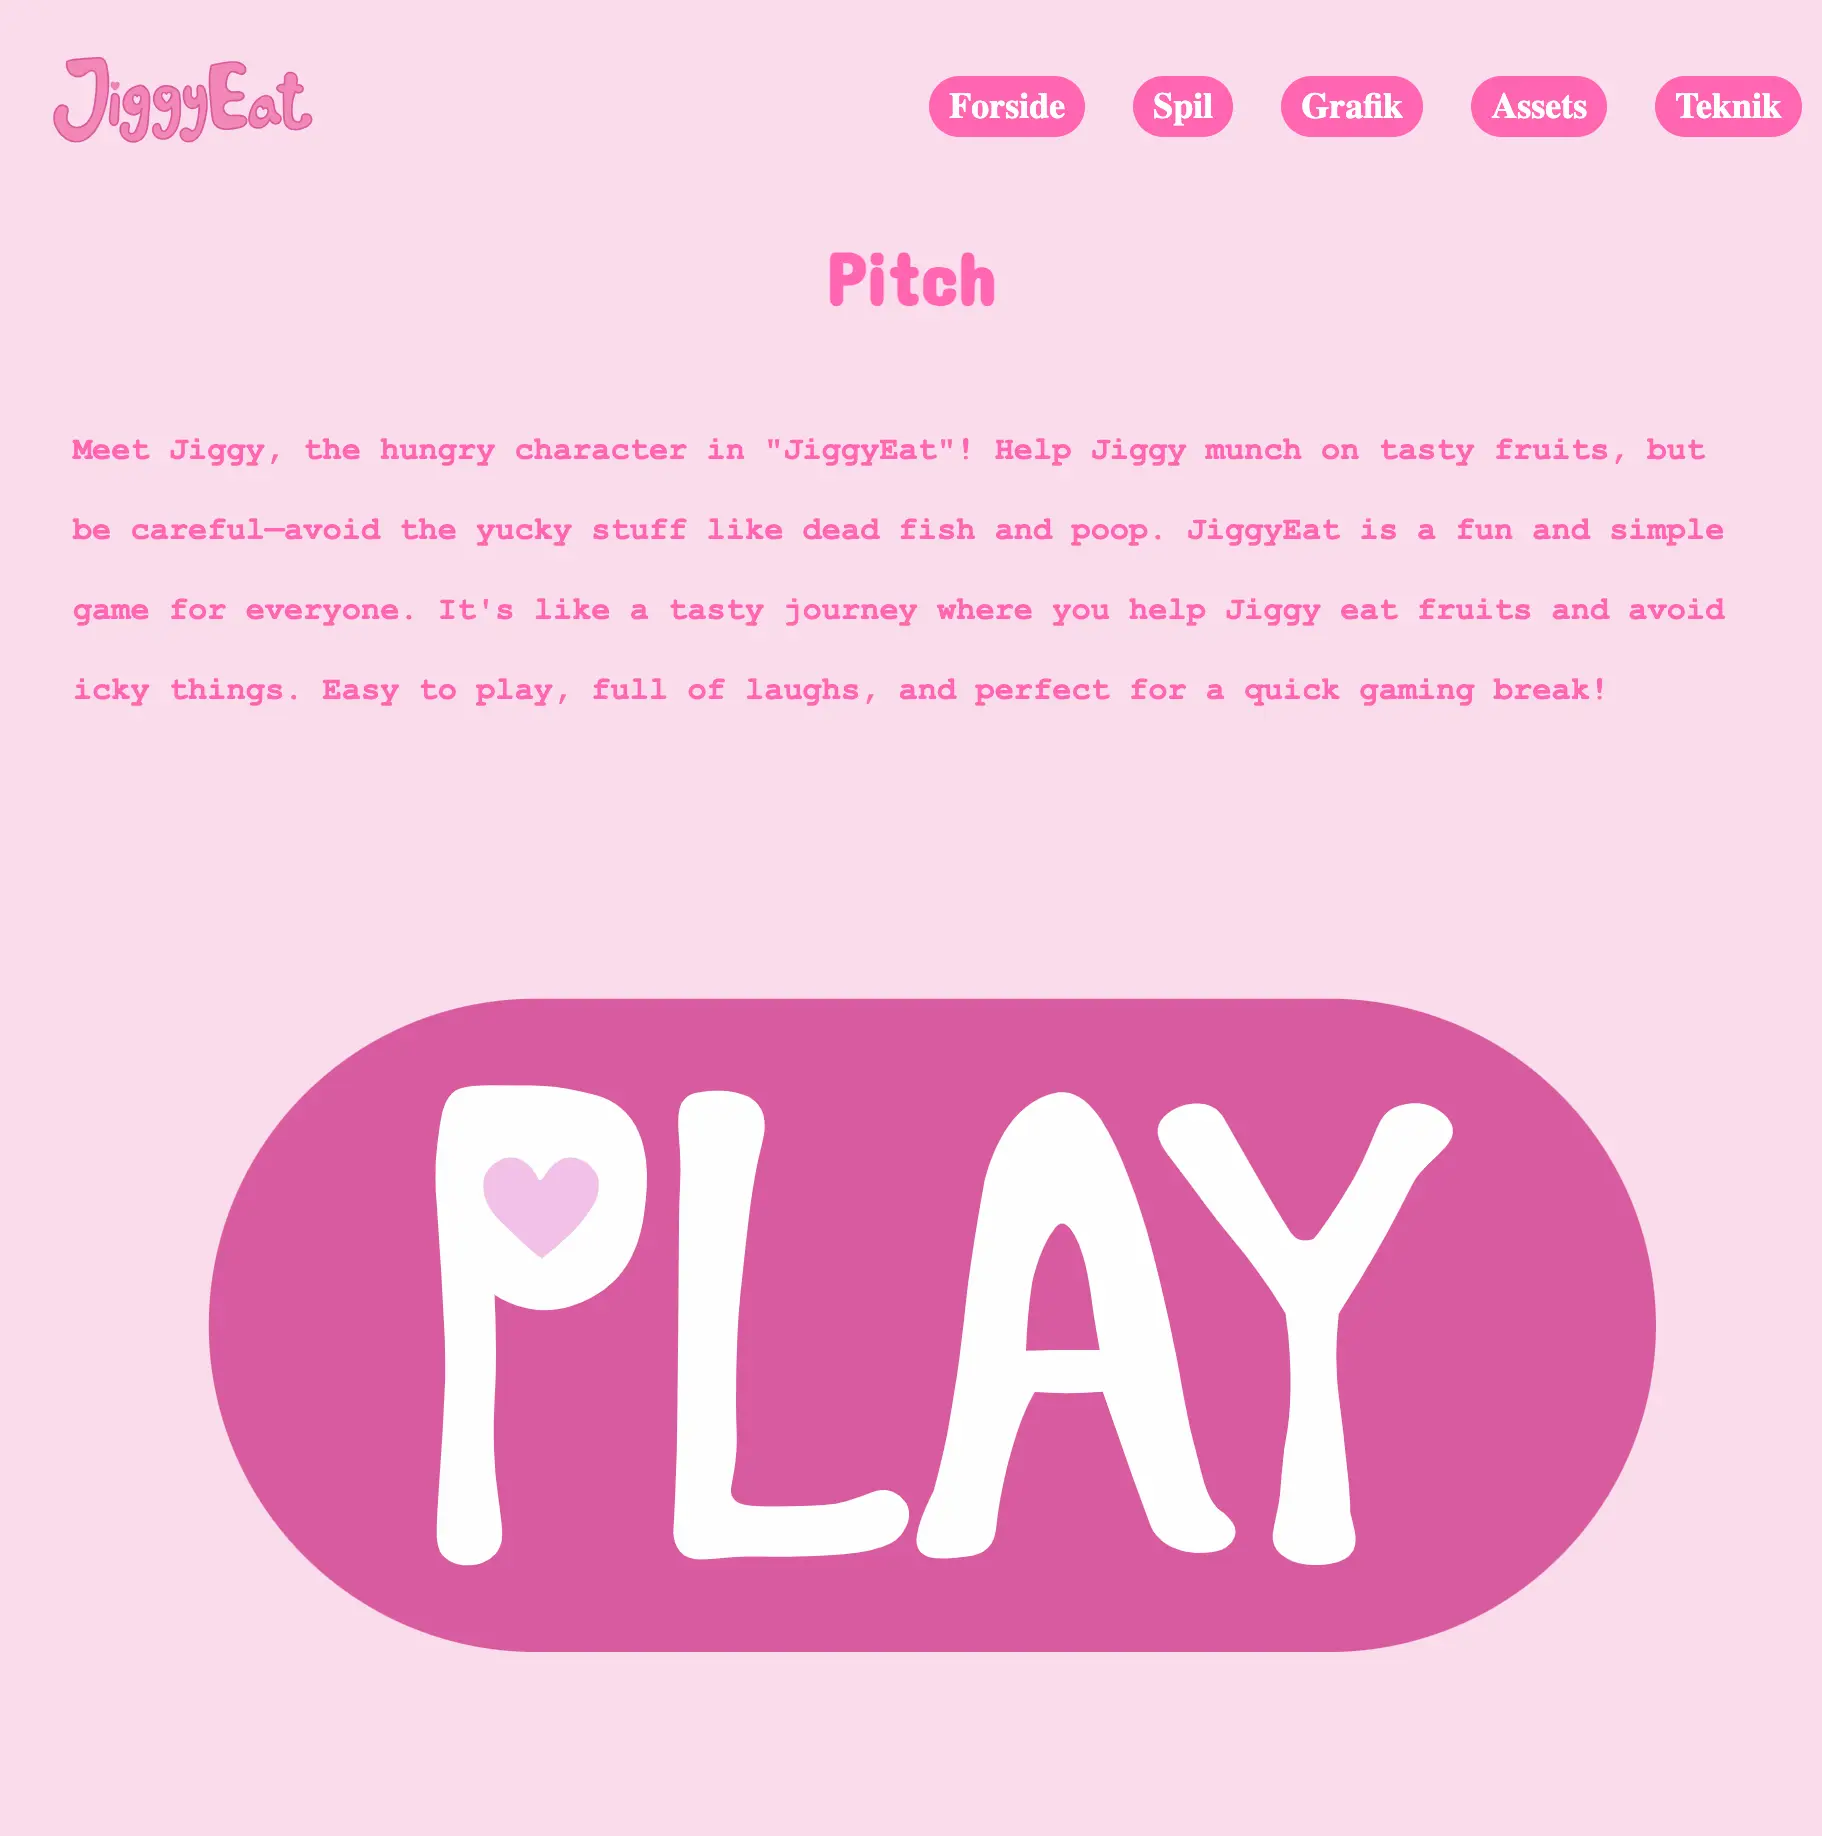 JiggyEat
Forside Spil Grafik Assets Teknik
Pitch
Meet Jiggy, the hungry character in "JiggyEat"! Help Jiggy munch on tasty fruits, but
be careful—avoid the yucky stuff like dead fish and poop. JiggyEat is a fun and simple
game for everyone. It's like a tasty journey where you help Jiggy eat fruits and avoid
icky things. Easy to play, full of laughs, and perfect for a quick gaming break!
PLAY